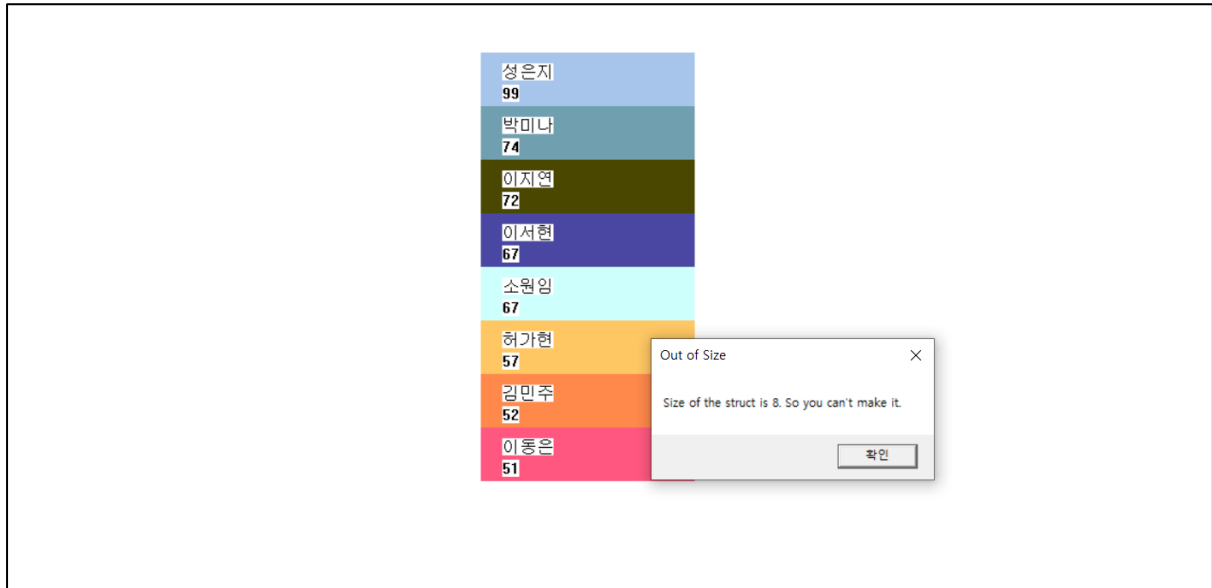 성은지
99
박미나
74
이지연
72
이서현
67
소원임
67
허가현
57
김민주
52
이동은
51
Out of Size
Size of the struct is 8. So you can't make it.
확인